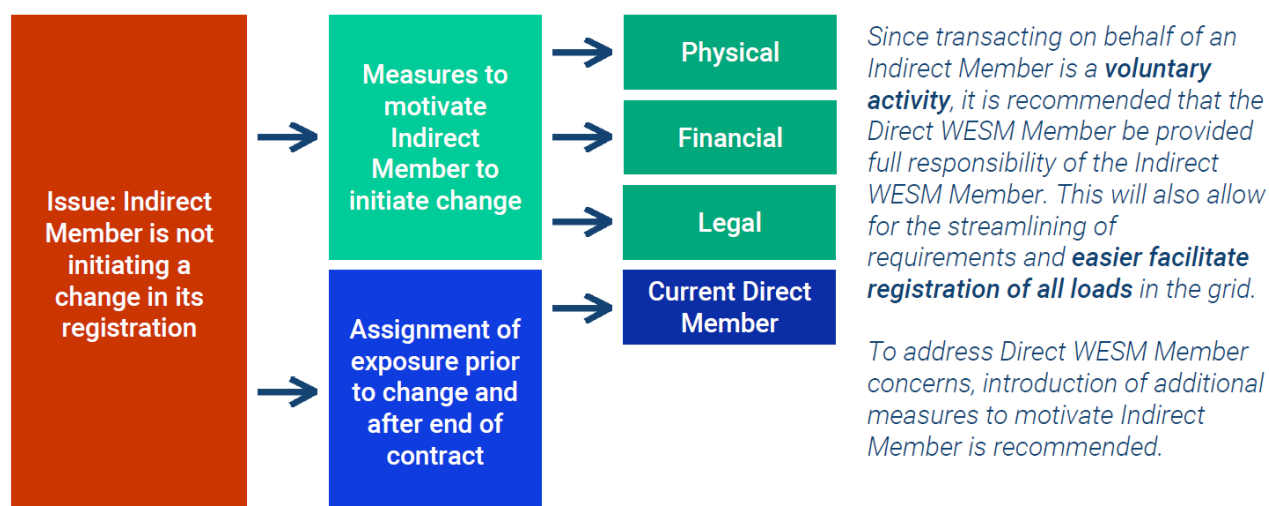 Issue: Indirect
Member is not
initiating a
change in its
registration
Measures to
motivate
Indirect
Member to
initiate change
Physical
Financial
Legal
Assignment of
exposure prior
to change and
after end of
contract
Current Direct
Member
Since transacting on behalf of an
Indirect Member is a voluntary
activity, it is recommended that the
Direct WESM Member be provided
full responsibility of the Indirect
WESM Member. This will also allow
for the streamlining of
requirements and easier facilitate
registration of all loads in the grid.
To address Direct WESM Member
concerns, introduction of additional
measures to motivate Indirect
Member is recommended.